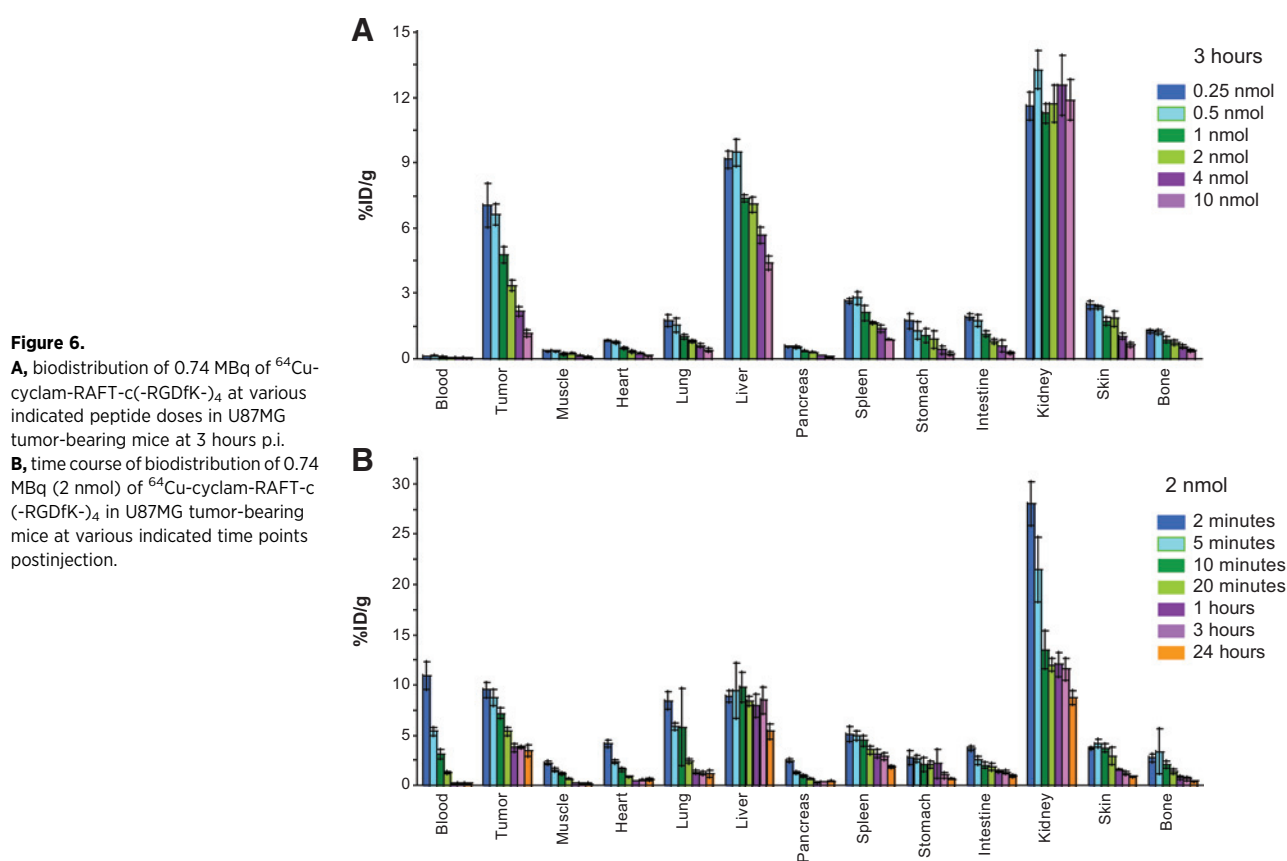 Figure 6.
A, biodistribution of 0.74 MBq of ⁶⁴Cu-
cyclam-RAFT-c(-RGDfK-)₄ at various
indicated peptide doses in U87MG
tumor-bearing mice at 3 hours p.i.
B, time course of biodistribution of 0.74
MBq (2 nmol) of ⁶⁴Cu-cyclam-RAFT-c
(-RGDfK-)₄ in U87MG tumor-bearing
mice at various indicated time points
postinjection.
A
%ID/g
15
12
9
6
3
0
Blood
Tumor
Muscle
Heart
Lung
Liver
Pancreas
Spleen
Stomach
Intestine
Kidney
Skin
Bone
3 hours
0.25 nmol
0.5 nmol
1 nmol
2 nmol
4 nmol
10 nmol
B
%ID/g
30
25
20
15
10
5
0
Blood
Tumor
Muscle
Heart
Lung
Liver
Pancreas
Spleen
Stomach
Intestine
Kidney
Skin
Bone
2 nmol
2 minutes
5 minutes
10 minutes
20 minutes
1 hours
3 hours
24 hours